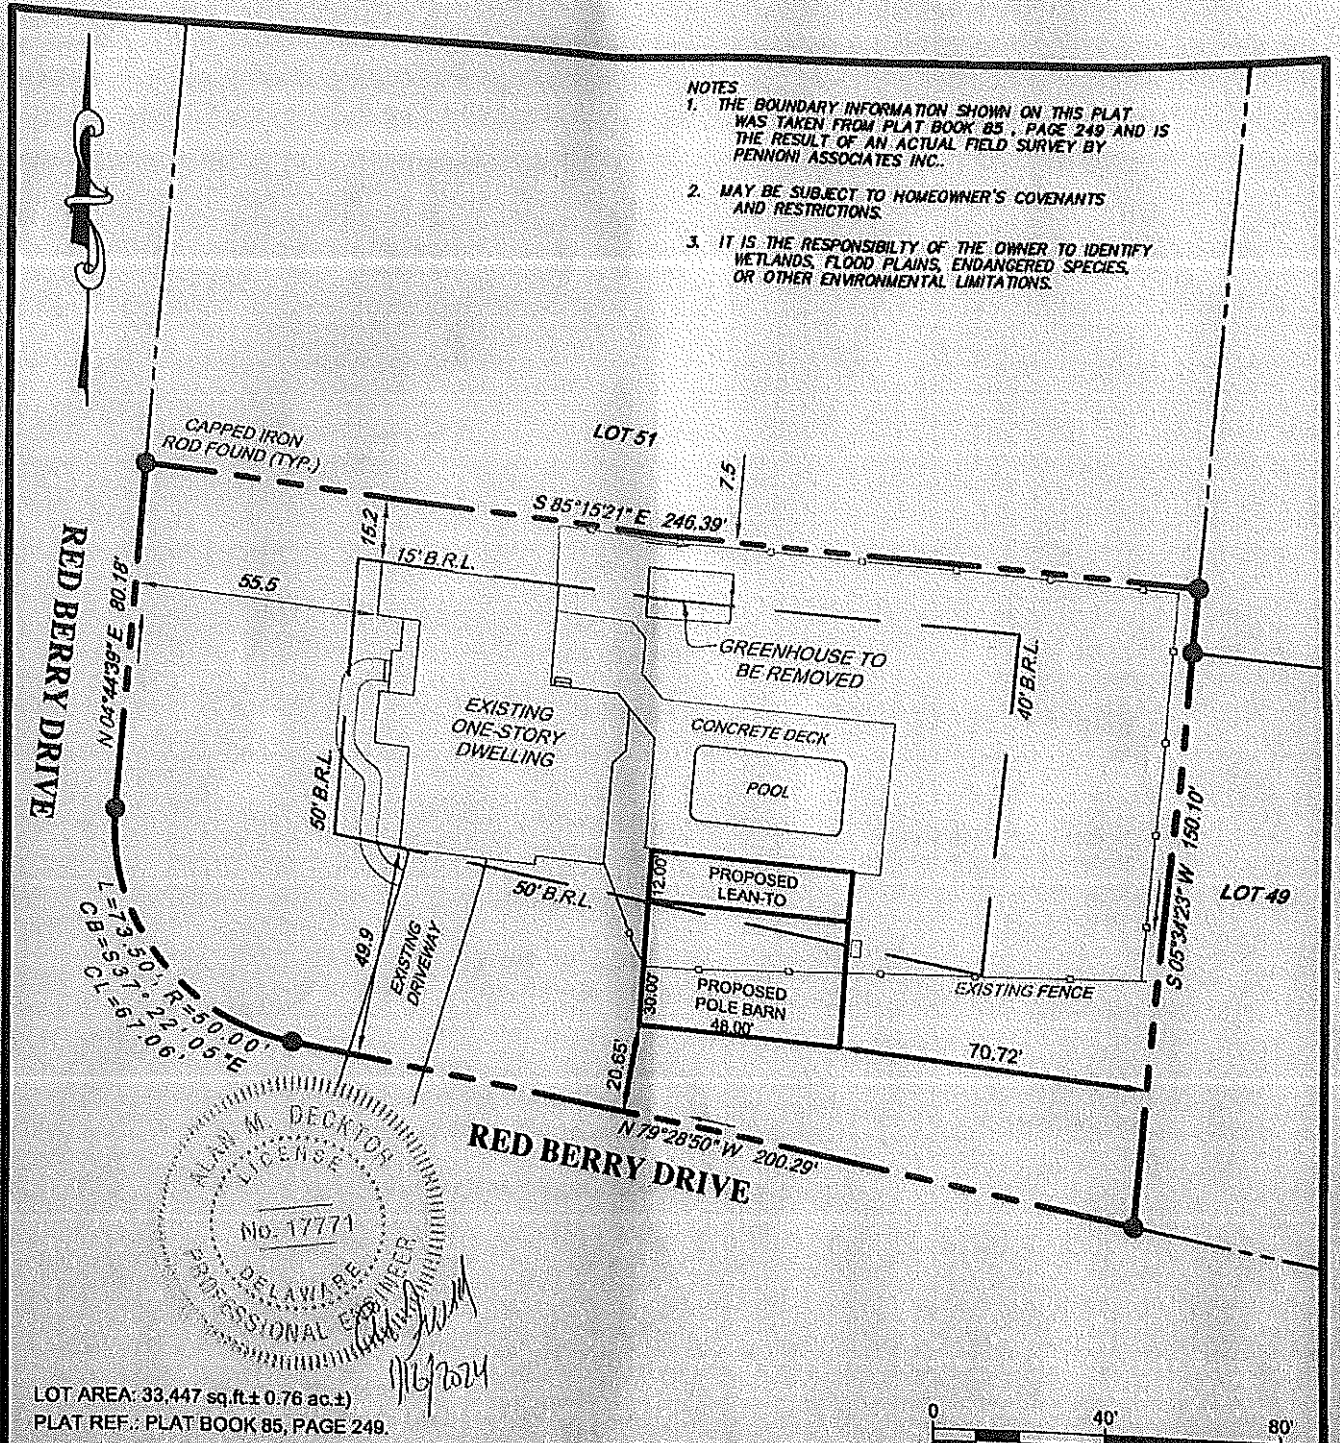 NOTES
1. THE BOUNDARY INFORMATION SHOWN ON THIS PLAT
WAS TAKEN FROM PLAT BOOK 85 , PAGE 249 AND IS
THE RESULT OF AN ACTUAL FIELD SURVEY BY
PENNONI ASSOCIATES INC..
2. MAY BE SUBJECT TO HOMEOWNER'S COVENANTS
AND RESTRICTIONS.
3. IT IS THE RESPONSIBILTY OF THE OWNER TO IDENTIFY
WETLANDS, FLOOD PLAINS, ENDANGERED SPECIES,
OR OTHER ENVIRONMENTAL LIMITATIONS.
CAPPED IRON
ROD FOUND (TYP.)
LOT 51
7.5
S 85°15'21" E 246.39'
15.2
15' B.R.L.
55.5
N 04°44'39" E 80.18'
RED BERRY DRIVE
GREENHOUSE TO
BE REMOVED
40' B.R.L.
EXISTING
ONE-STORY
DWELLING
CONCRETE DECK
POOL
50' B.R.L.
S 05°34'23" W 150.10'
LOT 49
12.00'
PROPOSED
LEAN-TO
50' B.R.L.
49.9
EXISTING
DRIVEWAY
L=73.50', R=50.00'
CB=S37°22'05"E
CL=67.06'
30.00'
PROPOSED
POLE BARN
48.00'
EXISTING FENCE
70.72'
20.65'
N 79°28'50" W 200.29'
RED BERRY DRIVE
ALAN M. DECKTOR
LICENSE
No. 17771
DELAWARE
PROFESSIONAL ENGINEER
1/16/2024
LOT AREA: 33,447 sq.ft.± 0.76 ac.±)
PLAT REF.: PLAT BOOK 85, PAGE 249.
0 40' 80'